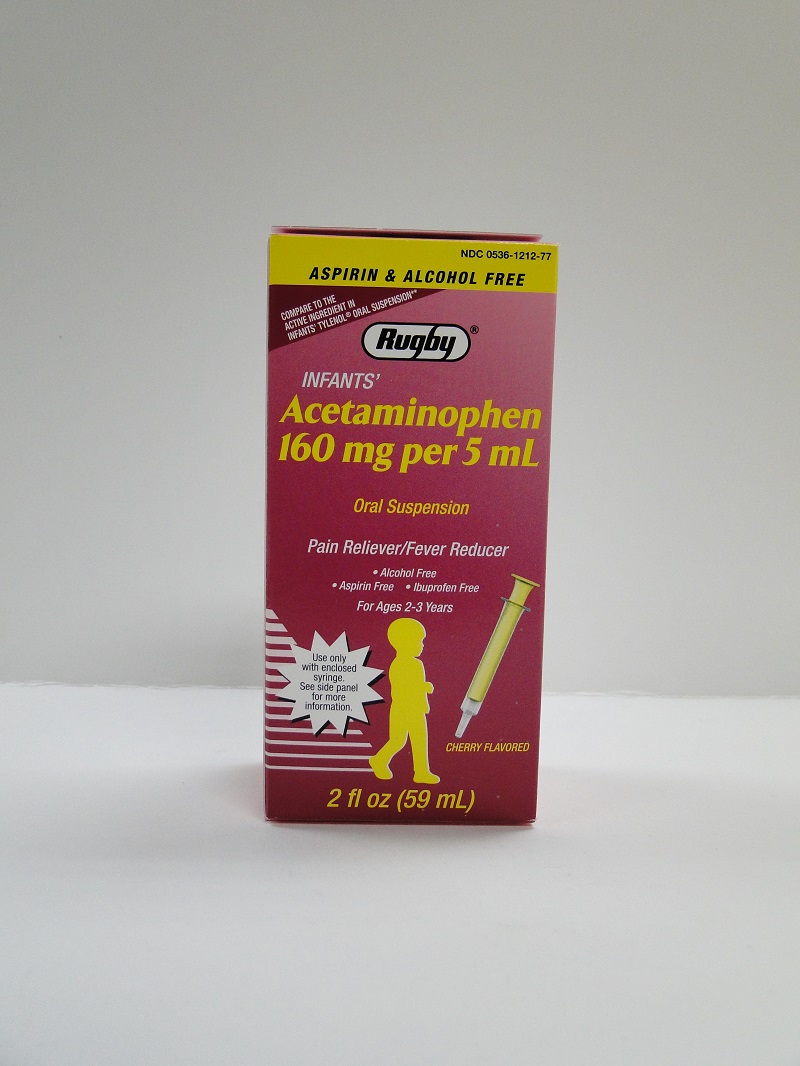 NDC 0536-1212-77
ASPIRIN & ALCOHOL FREE
COMPARE TO THE
ACTIVE INGREDIENT IN
INFANTS' TYLENOL® ORAL SUSPENSION**
Rugby®
INFANTS'
Acetaminophen
160 mg per 5 mL
Oral Suspension
Pain Reliever/Fever Reducer
• Alcohol Free
• Aspirin Free • Ibuprofen Free
For Ages 2-3 Years
Use only
with enclosed
syringe.
See side panel
for more
information.
CHERRY FLAVORED
2 fl oz (59 mL)